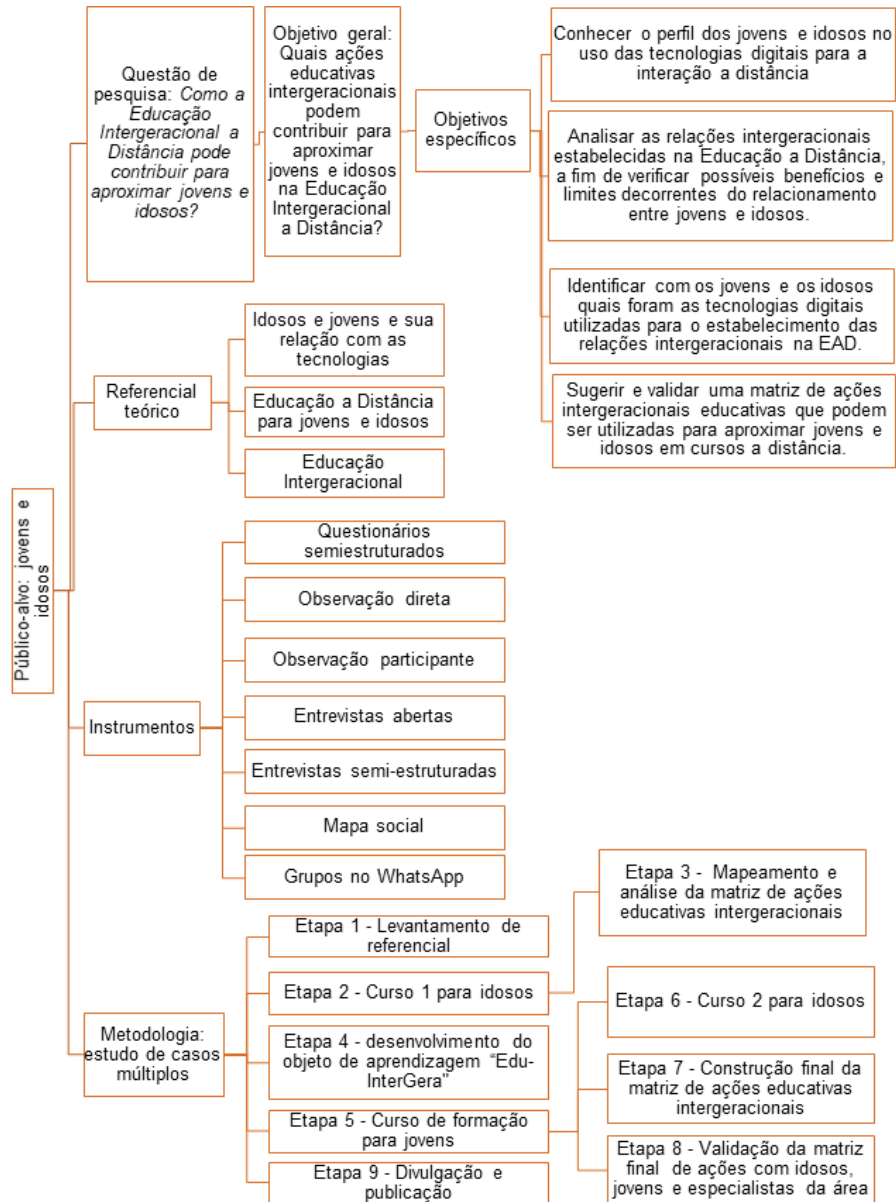 Público-alvo: jovens e
idosos
Questão de
pesquisa: Como a
Educação
Intergeracional a
Distância pode
contribuir para
aproximar jovens e
idosos?
Objetivo geral:
Quais ações
educativas
intergeracionais
podem
contribuir para
aproximar
jovens e idosos
na Educação
Intergeracional
a Distância?
Objetivos
específicos
Conhecer o perfil dos jovens e idosos no
uso das tecnologias digitais para a
interação a distância
Analisar as relações intergeracionais
estabelecidas na Educação a Distância,
a fim de verificar possíveis benefícios e
limites decorrentes do relacionamento
entre jovens e idosos.
Identificar com os jovens e os idosos
quais foram as tecnologias digitais
utilizadas para o estabelecimento das
relações intergeracionais na EAD.
Sugerir e validar uma matriz de ações
intergeracionais educativas que podem
ser utilizadas para aproximar jovens e
idosos em cursos a distância.
Referencial
teórico
Idosos e jovens e sua
relação com as
tecnologias
Educação a Distância
para jovens e idosos
Educação
Intergeracional
Instrumentos
Questionários
semiestruturados
Observação direta
Observação participante
Entrevistas abertas
Entrevistas semi-estruturadas
Mapa social
Grupos no WhatsApp
Metodologia:
estudo de casos
múltiplos
Etapa 1 - Levantamento de
referencial
Etapa 2 - Curso 1 para idosos
Etapa 3 - Mapeamento e
análise da matriz de ações
educativas intergeracionais
Etapa 4 - desenvolvimento do
objeto de aprendizagem “Edu-
InterGera"
Etapa 5 - Curso de formação
para jovens
Etapa 6 - Curso 2 para idosos
Etapa 7 - Construção final da
matriz de ações educativas
intergeracionais
Etapa 8 - Validação da matriz
final de ações com idosos,
jovens e especialistas da área
Etapa 9 - Divulgação e
publicação